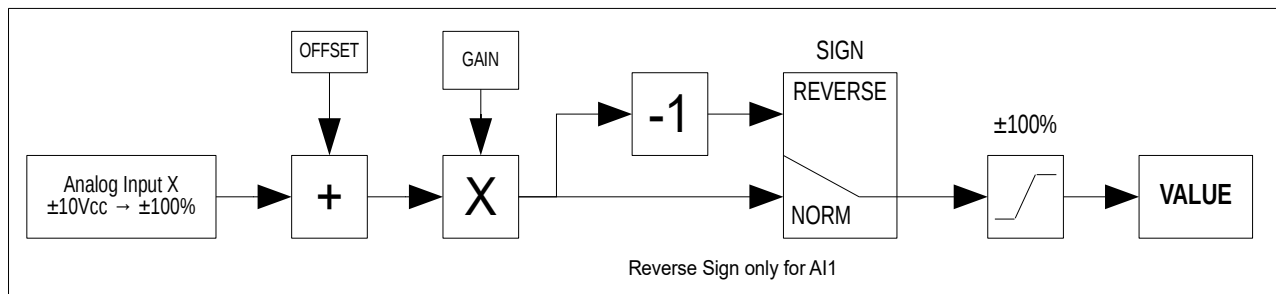 OFFSET
GAIN
SIGN
REVERSE
-1
±100%
Analog Input X
±10Vcc → ±100%
+
X
NORM
VALUE
Reverse Sign only for AI1